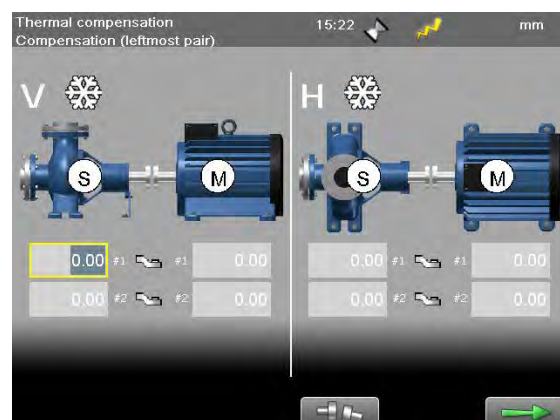 Thermal compensation 15:22 mm
Compensation (leftmost pair)
V H
S M S M
0.00 #1 #1 0.00 0.00 #1 #1 0.00
0.00 #2 #2 0.00 0.00 #2 #2 0.00